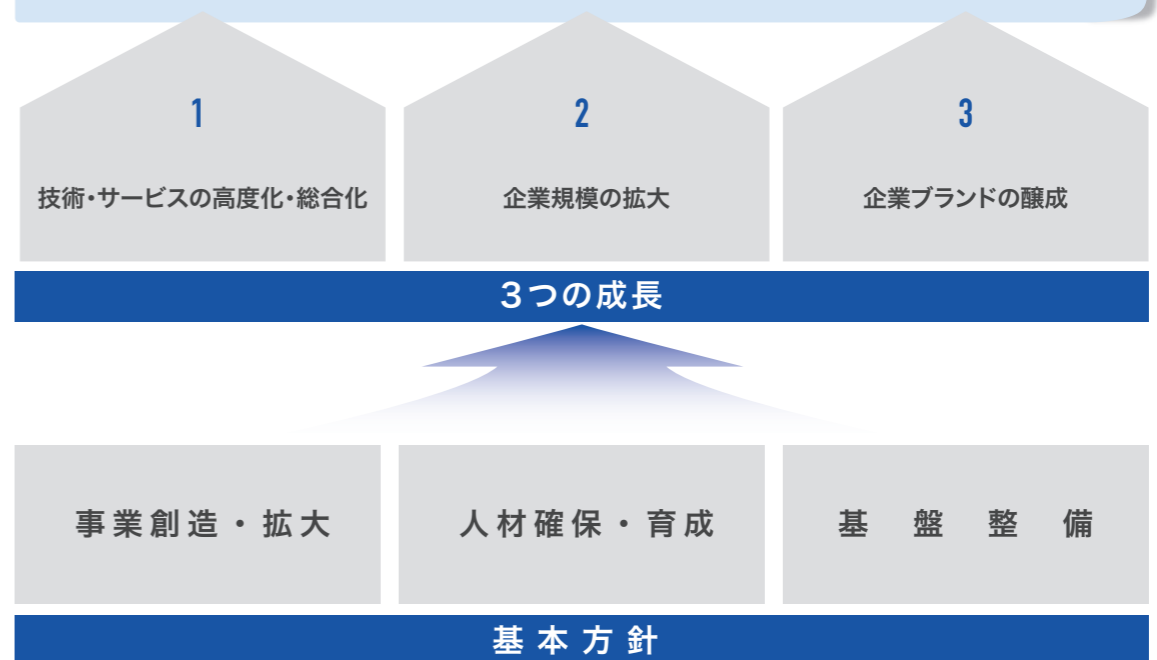 1
2
3
技術・サービスの高度化・総合化
企業規模の拡大
企業ブランドの醸成
3つの成長
事業創造・拡大
人材確保・育成
基盤整備
基本方針